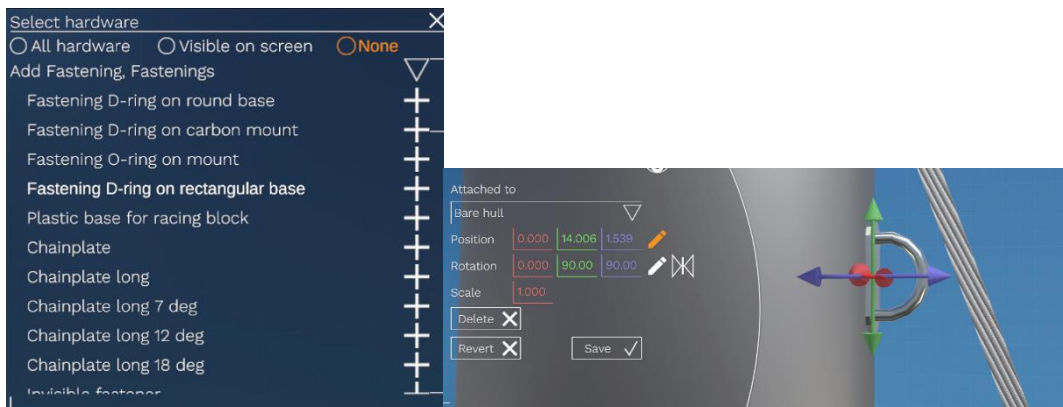 Select hardware
All hardware Visible on screen None
Add Fastening, Fastenings
Fastening D-ring on round base
Fastening D-ring on carbon mount
Fastening O-ring on mount
Fastening D-ring on rectangular base
Plastic base for racing block
Chainplate
Chainplate long
Chainplate long 7 deg
Chainplate long 12 deg
Chainplate long 18 deg
Invisible fastener
Attached to
Bare hull
Position 0.000 14.006 1.539
Rotation 0.000 90.00 90.00
Scale 1.000
Delete
Revert Save